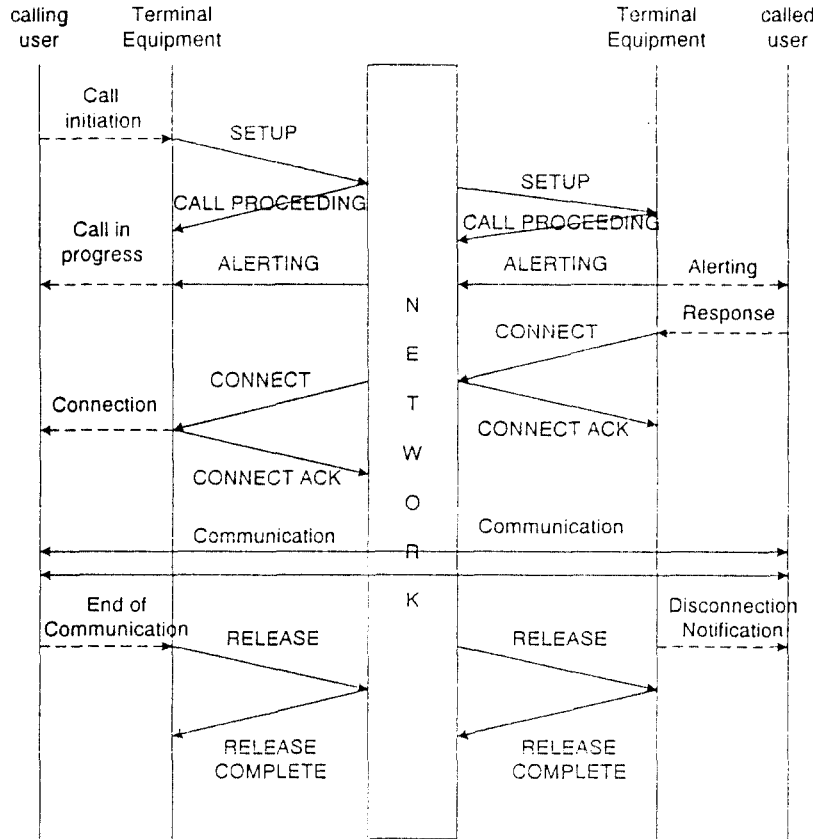 calling
user
Terminal
Equipment
Terminal
Equipment
called
user
Call
initiation
SETUP
SETUP
CALL PROCEEDING
CALL PROCEEDING
Call in
progress
ALERTING
ALERTING
Alerting
Response
CONNECT
CONNECT
Connection
CONNECT ACK
CONNECT ACK
N
E
T
W
O
R
K
Communication
Communication
End of
Communication
RELEASE
RELEASE
Disconnection
Notification
RELEASE
COMPLETE
RELEASE
COMPLETE